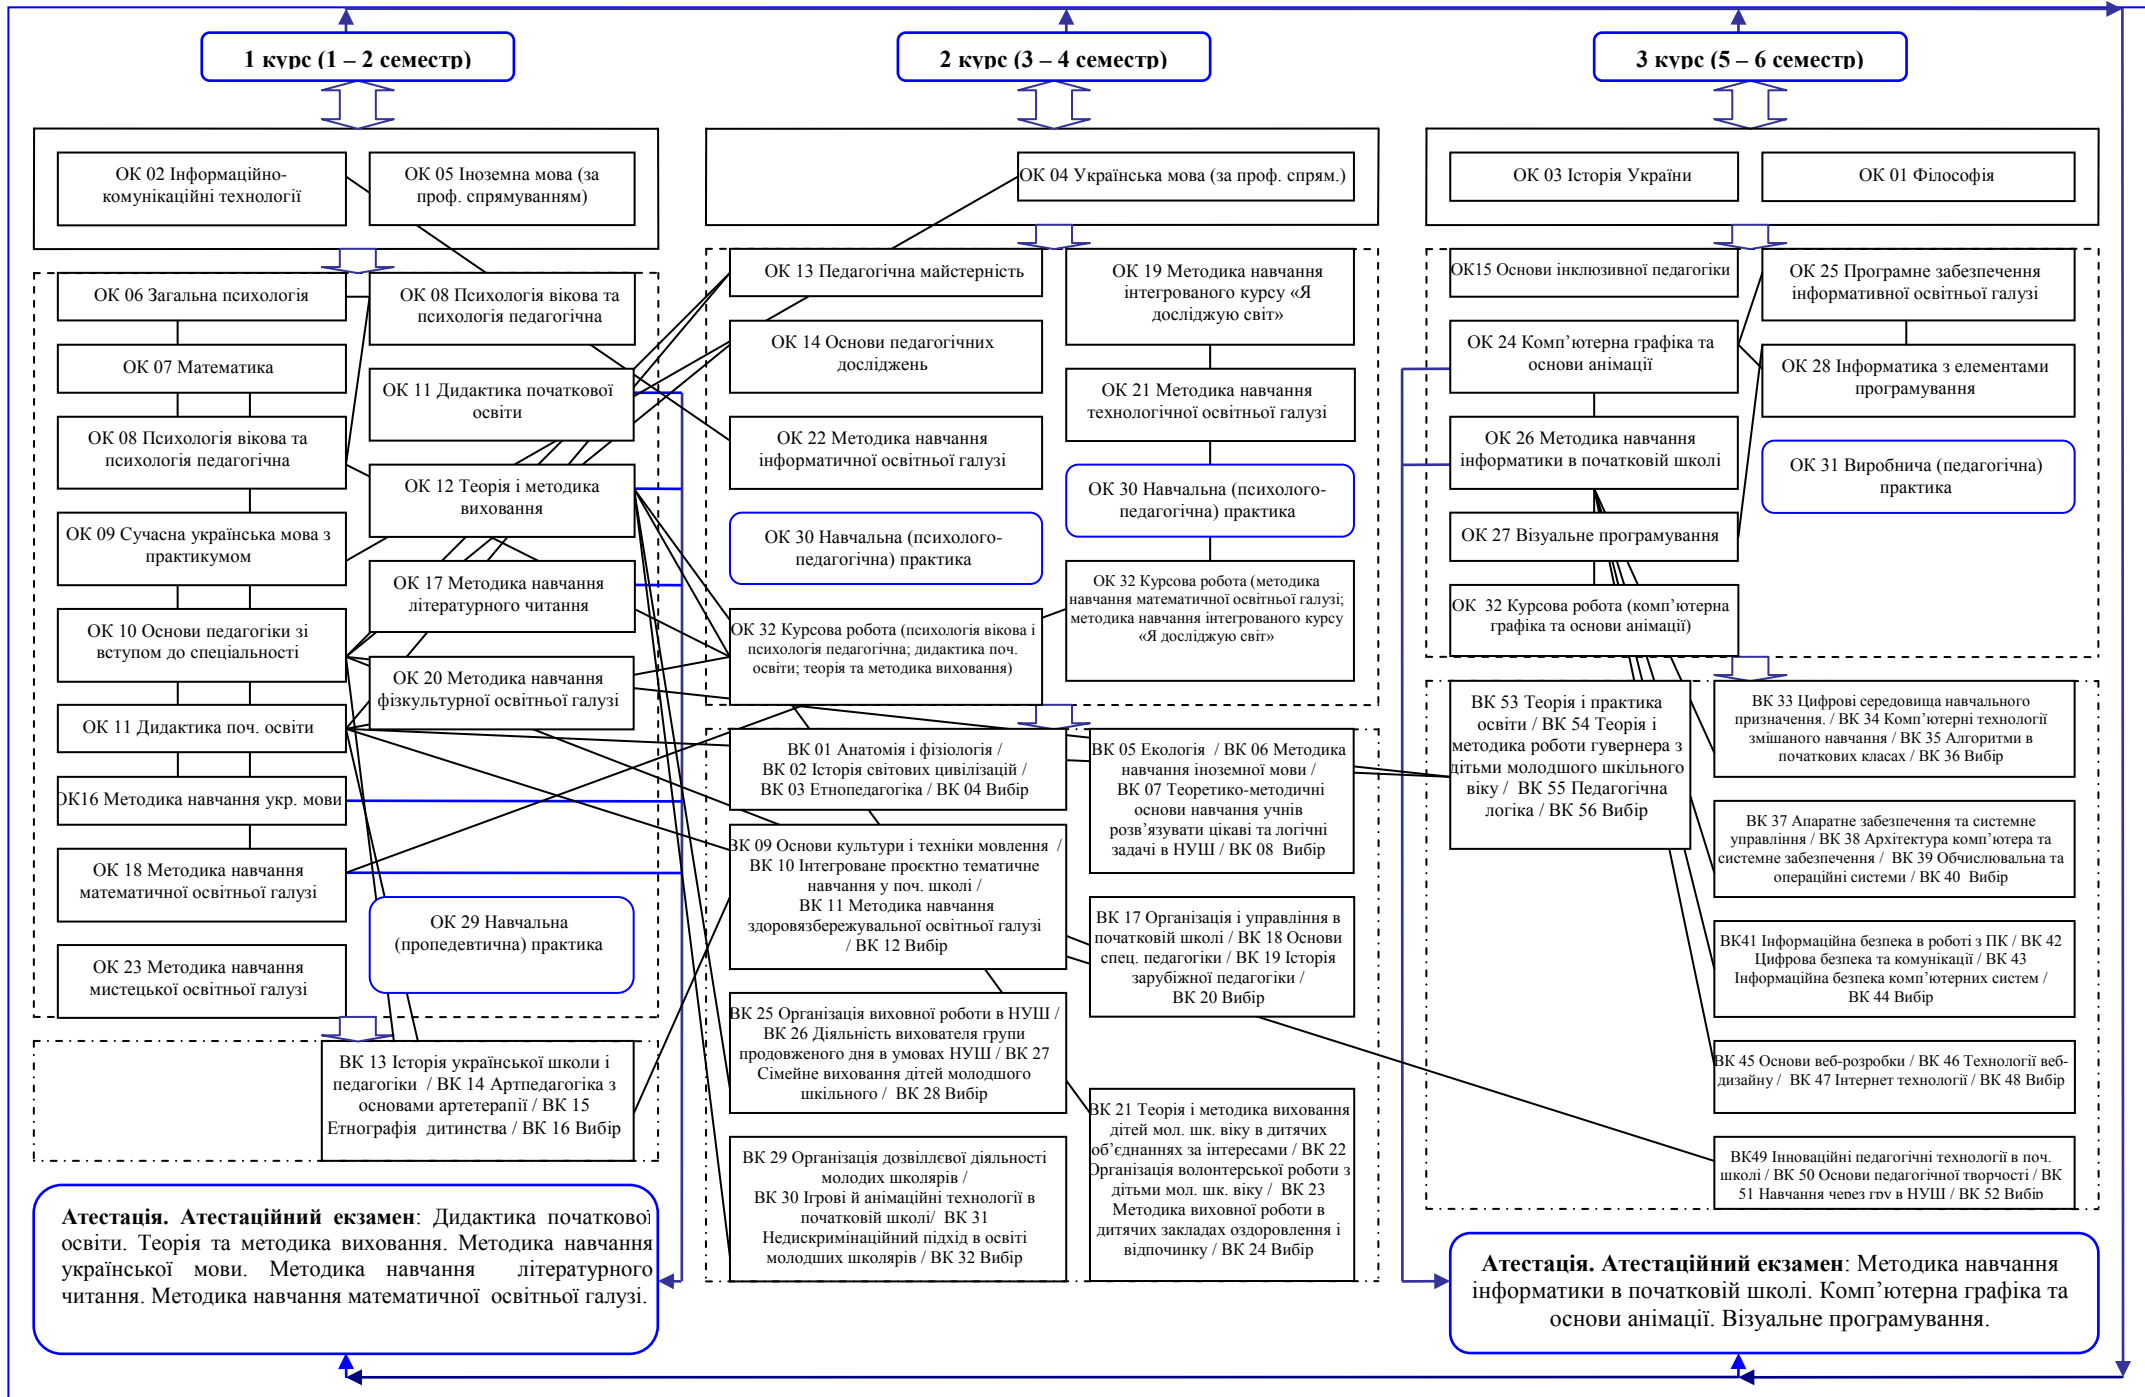 1 курс (1 – 2 семестр)
2 курс (3 – 4 семестр)
3 курс (5 – 6 семестр)
ОК 02 Інформаційно-
комунікаційні технології
ОК 05 Іноземна мова (за
проф. спрямуванням)
ОК 06 Загальна психологія
ОК 08 Психологія вікова та
психологія педагогічна
ОК 07 Математика
ОК 11 Дидактика початкової
освіти
ОК 08 Психологія вікова та
психологія педагогічна
ОК 12 Теорія і методика
виховання
ОК 09 Сучасна українська мова з
практикумом
ОК 17 Методика навчання
літературного читання
ОК 10 Основи педагогіки зі
вступом до спеціальності
ОК 20 Методика навчання
фізкультурної освітньої галузі
ОК 11 Дидактика поч. освіти
ОК16 Методика навчання укр. мови
ОК 18 Методика навчання
математичної освітньої галузі
ОК 29 Навчальна
(пропедевтична) практика
ОК 23 Методика навчання
мистецької освітньої галузі
ВК 13 Історія української школи і
педагогіки / ВК 14 Артпедагогіка з
основами артетерапії / ВК 15
Етнографія дитинства / ВК 16 Вибір
Атестація. Атестаційний екзамен: Дидактика початкової
освіти. Теорія та методика виховання. Методика навчання
української мови. Методика навчання літературного
читання. Методика навчання математичної освітньої галузі.
ОК 04 Українська мова (за проф. спрям.)
ОК 13 Педагогічна майстерність
ОК 19 Методика навчання
інтегрованого курсу «Я
досліджую світ»
ОК 14 Основи педагогічних
досліджень
ОК 21 Методика навчання
технологічної освітньої галузі
ОК 22 Методика навчання
інформатичної освітньої галузі
ОК 30 Навчальна (психолого-
педагогічна) практика
ОК 30 Навчальна (психолого-
педагогічна) практика
ОК 32 Курсова робота (методика
навчання математичної освітньої галузі;
методика навчання інтегрованого курсу
«Я досліджую світ»
ОК 32 Курсова робота (психологія вікова і
психологія педагогічна; дидактика поч.
освіти; теорія та методика виховання)
ВК 01 Анатомія і фізіологія /
ВК 02 Історія світових цивілізацій /
ВК 03 Етнопедагогіка / ВК 04 Вибір
ВК 05 Екологія / ВК 06 Методика
навчання іноземної мови /
ВК 07 Теоретико-методичні
основи навчання учнів
розв’язувати цікаві та логічні
задачі в НУШ / ВК 08 Вибір
ВК 09 Основи культури і техніки мовлення /
ВК 10 Інтегроване проєктно тематичне
навчання у поч. школі /
ВК 11 Методика навчання
здоровязбережувальної освітньої галузі
/ ВК 12 Вибір
ВК 17 Організація і управління в
початковій школі / ВК 18 Основи
спец. педагогіки / ВК 19 Історія
зарубіжної педагогіки /
ВК 20 Вибір
ВК 25 Організація виховної роботи в НУШ /
ВК 26 Діяльність вихователя групи
продовженого дня в умовах НУШ / ВК 27
Сімейне виховання дітей молодшого
шкільного / ВК 28 Вибір
ВК 21 Теорія і методика виховання
дітей мол. шк. віку в дитячих
об’єднаннях за інтересами / ВК 22
Організація волонтерської роботи з
дітьми мол. шк. віку / ВК 23
Методика виховної роботи в
дитячих закладах оздоровлення і
відпочинку / ВК 24 Вибір
ВК 29 Організація дозвіллєвої діяльності
молодих школярів /
ВК 30 Ігрові й анімаційні технології в
початковій школі/ ВК 31
Недискримінаційний підхід в освіті
молодших школярів / ВК 32 Вибір
ОК 03 Історія України
ОК 01 Філософія
ОК15 Основи інклюзивної педагогіки
ОК 25 Програмне забезпечення
інформативної освітньої галузі
ОК 24 Комп’ютерна графіка та
основи анімації
ОК 28 Інформатика з елементами
програмування
ОК 26 Методика навчання
інформатики в початковій школі
ОК 31 Виробнича (педагогічна)
практика
ОК 27 Візуальне програмування
ОК 32 Курсова робота (комп’ютерна
графіка та основи анімації)
ВК 53 Теорія і практика
освіти / ВК 54 Теорія і
методика роботи гувернера з
дітьми молодшого шкільного
віку / ВК 55 Педагогічна
логіка / ВК 56 Вибір
ВК 33 Цифрові середовища навчального
призначення. / ВК 34 Комп’ютерні технології
змішаного навчання / ВК 35 Алгоритми в
початкових класах / ВК 36 Вибір
ВК 37 Апаратне забезпечення та системне
управління / ВК 38 Архітектура комп’ютера та
системне забезпечення / ВК 39 Обчислювальна та
операційні системи / ВК 40 Вибір
ВК41 Інформаційна безпека в роботі з ПК / ВК 42
Цифрова безпека та комунікації / ВК 43
Інформаційна безпека комп’ютерних систем /
ВК 44 Вибір
ВК 45 Основи веб-розробки / ВК 46 Технології веб-
дизайну / ВК 47 Інтернет технології / ВК 48 Вибір
ВК49 Інноваційні педагогічні технології в поч.
школі / ВК 50 Основи педагогічної творчості / ВК
51 Навчання через гру в НУШ / ВК 52 Вибір
Атестація. Атестаційний екзамен: Методика навчання
інформатики в початковій школі. Комп’ютерна графіка та
основи анімації. Візуальне програмування.